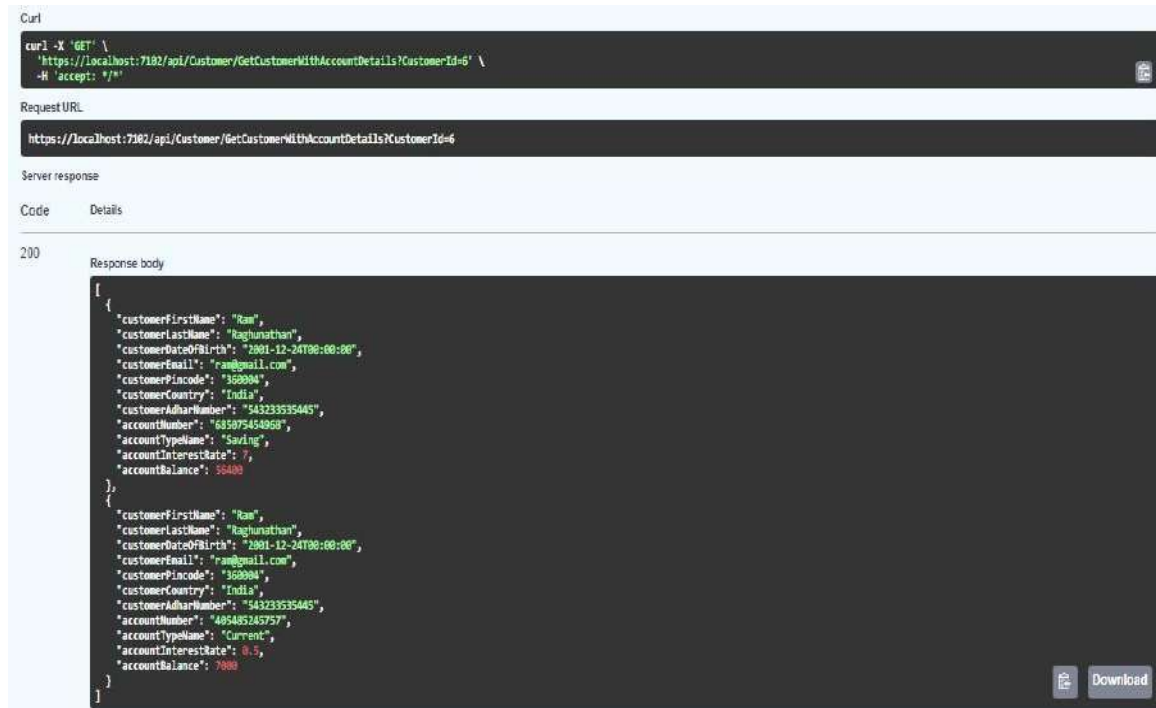 Curl
curl -X 'GET' \
'https://localhost:7102/api/Customer/GetCustomerWithAccountDetails?CustomerId=6' \
-H 'accept: */*'
Request URL
https://localhost:7102/api/Customer/GetCustomerWithAccountDetails?CustomerId=6
Server response
Code Details
200
Response body
[
{
"customerFirstName": "Ram",
"customerLastName": "Raghunathan",
"customerDateOfBirth": "2001-12-24T00:00:00",
"customerEmail": "ram@gmail.com",
"customerPincode": "360004",
"customerCountry": "India",
"customerAdharNumber": "543233535445",
"accountNumber": "685075454968",
"accountTypeName": "Saving",
"accountInterestRate": 7,
"accountBalance": 56400
},
{
"customerFirstName": "Ram",
"customerLastName": "Raghunathan",
"customerDateOfBirth": "2001-12-24T00:00:00",
"customerEmail": "ram@gmail.com",
"customerPincode": "360004",
"customerCountry": "India",
"customerAdharNumber": "543233535445",
"accountNumber": "405485245757",
"accountTypeName": "Current",
"accountInterestRate": 0.5,
"accountBalance": 7000
}
]
Download